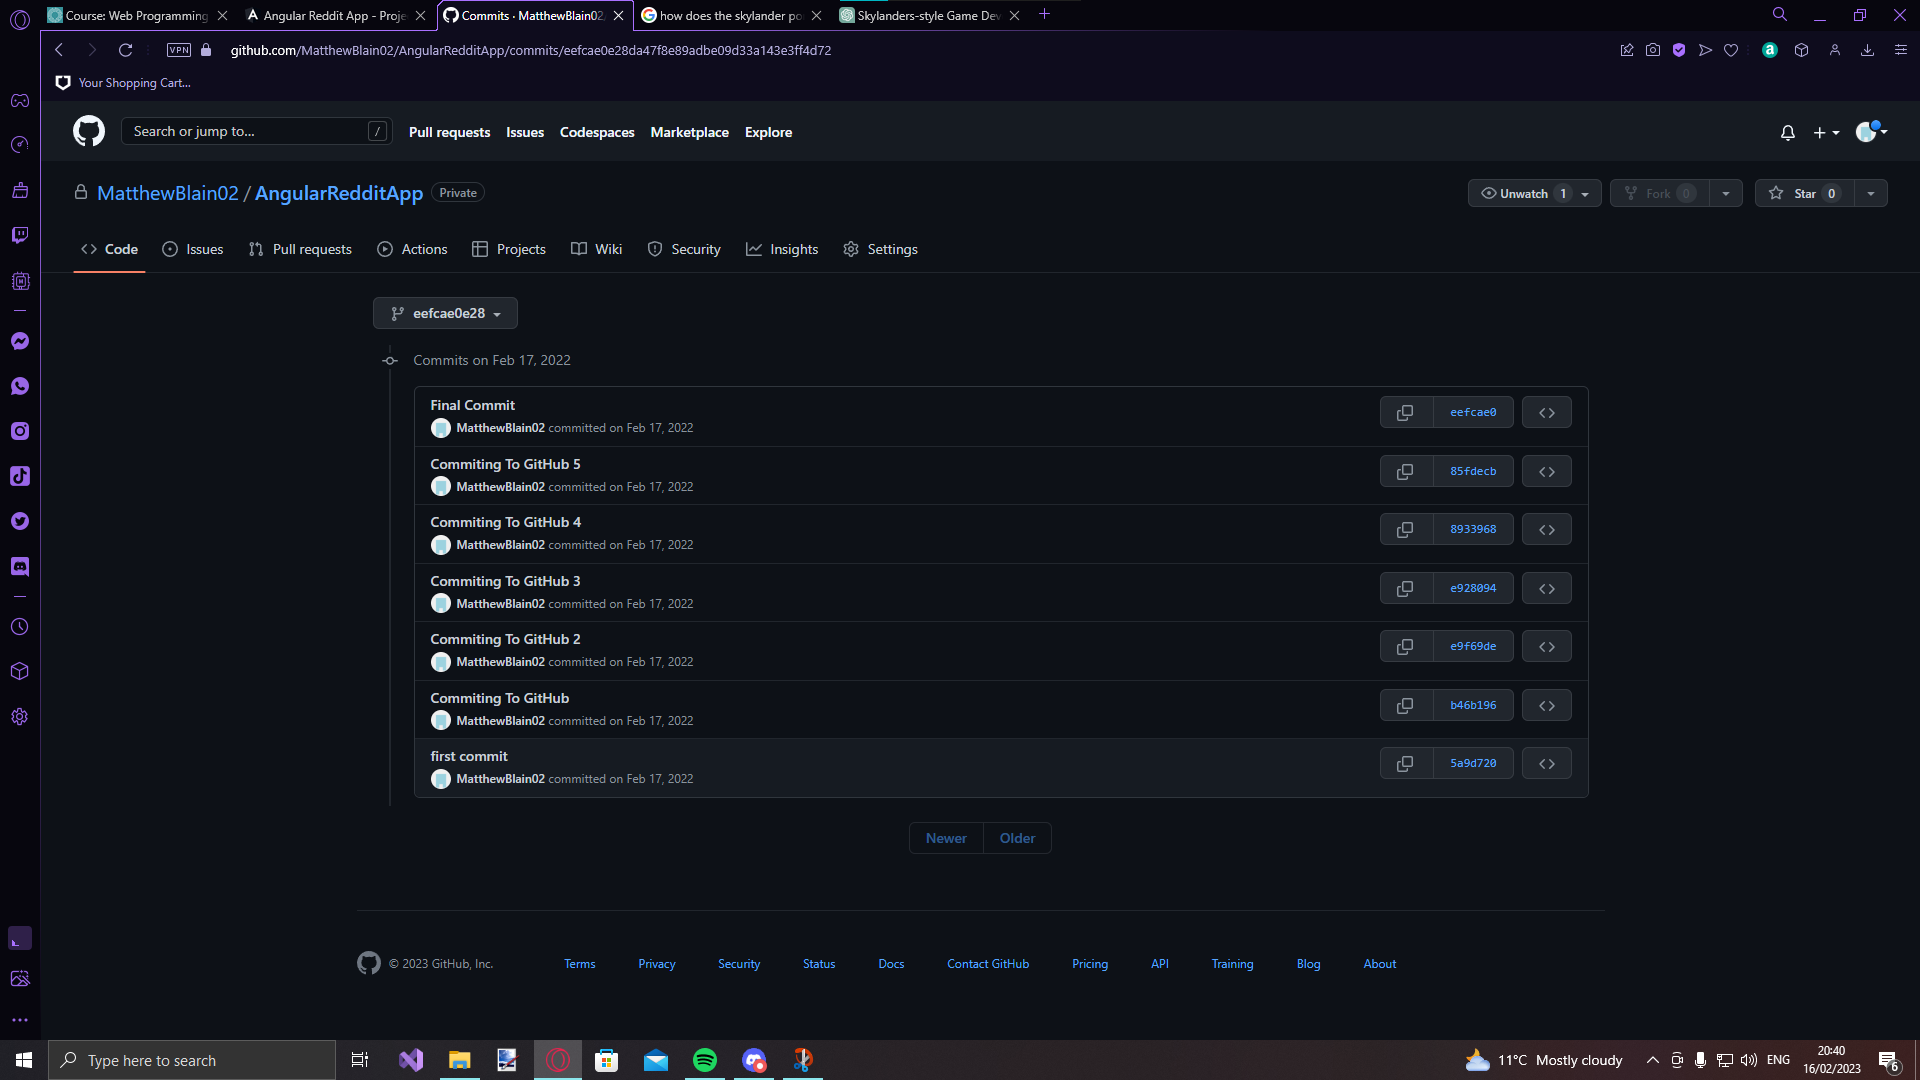 Course: Web Programming
Angular Reddit App - Proje
Commits · MatthewBlain02
how does the skylander po
Skylanders-style Game Dev
VPN
github.com/MatthewBlain02/AngularRedditApp/commits/eefcae0e28da47f8e89adbe09d33a143e3ff4d72
Your Shopping Cart...
Search or jump to... /
Pull requests Issues Codespaces Marketplace Explore
MatthewBlain02 / AngularRedditApp Private
Unwatch 1 Fork 0 Star 0
Code Issues Pull requests Actions Projects Wiki Security Insights Settings
eefcae0e28
Commits on Feb 17, 2022
Final Commit
MatthewBlain02 committed on Feb 17, 2022
eefcae0
Commiting To GitHub 5
MatthewBlain02 committed on Feb 17, 2022
85fdecb
Commiting To GitHub 4
MatthewBlain02 committed on Feb 17, 2022
8933968
Commiting To GitHub 3
MatthewBlain02 committed on Feb 17, 2022
e928094
Commiting To GitHub 2
MatthewBlain02 committed on Feb 17, 2022
e9f69de
Commiting To GitHub
MatthewBlain02 committed on Feb 17, 2022
b46b196
first commit
MatthewBlain02 committed on Feb 17, 2022
5a9d720
Newer Older
© 2023 GitHub, Inc. Terms Privacy Security Status Docs Contact GitHub Pricing API Training Blog About
Type here to search
11°C Mostly cloudy
ENG
20:40
16/02/2023
6